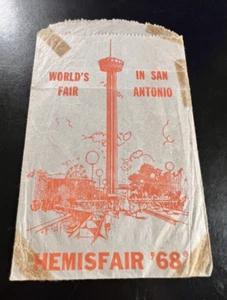 WORLD'S
FAIR
IN SAN
ANTONIO
HEMISFAIR '68